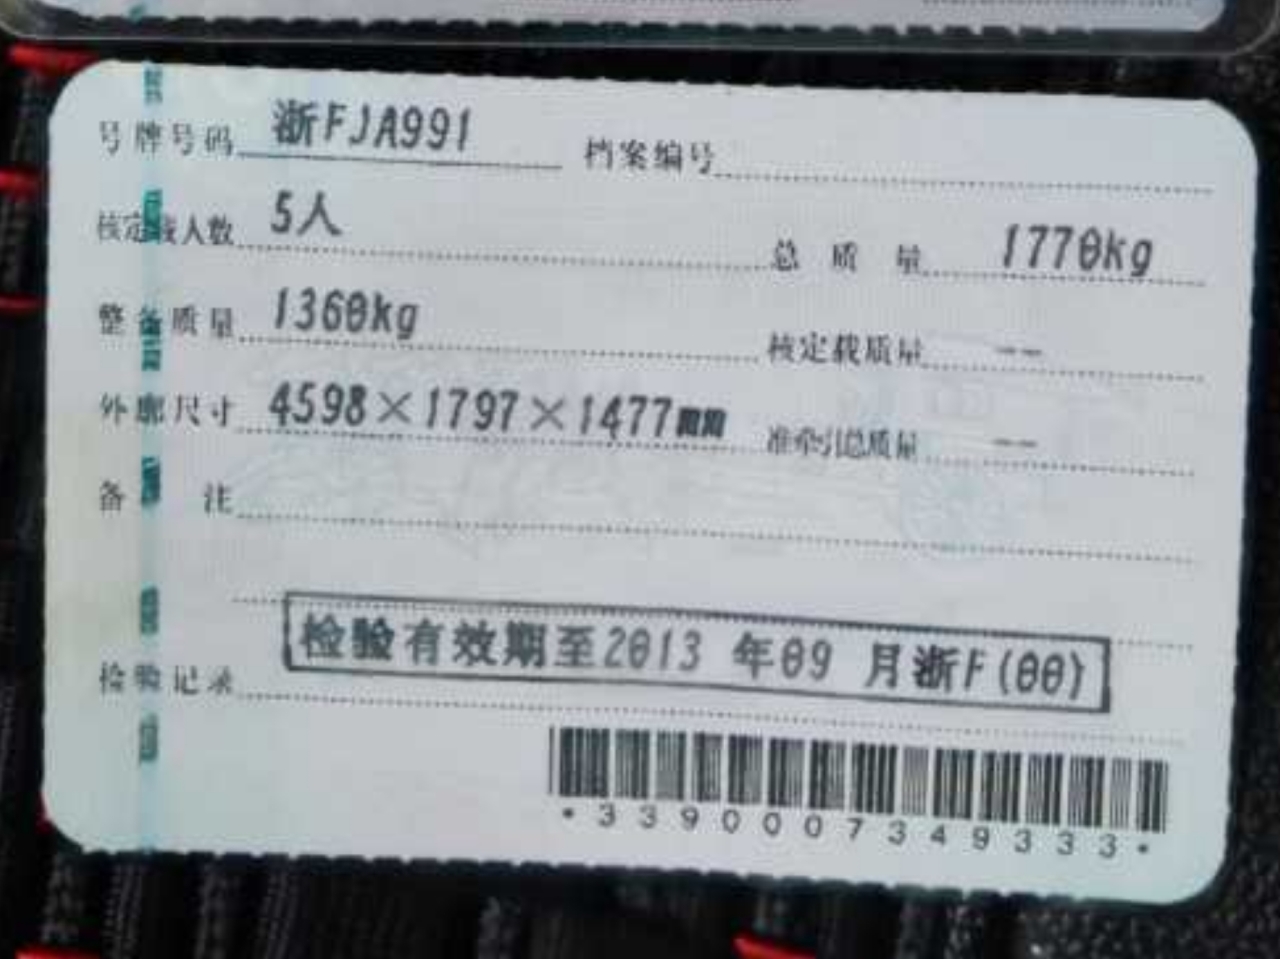 号牌号码 浙FJA991 档案编号
核定载人数 5人 总质量 1770kg
整备质量 1360kg 核定载质量 --
外廓尺寸 4598×1797×1477mm 准牵引总质量 --
备注
检验记录 检验有效期至2013 年09 月浙F(00)
*3390007349333*